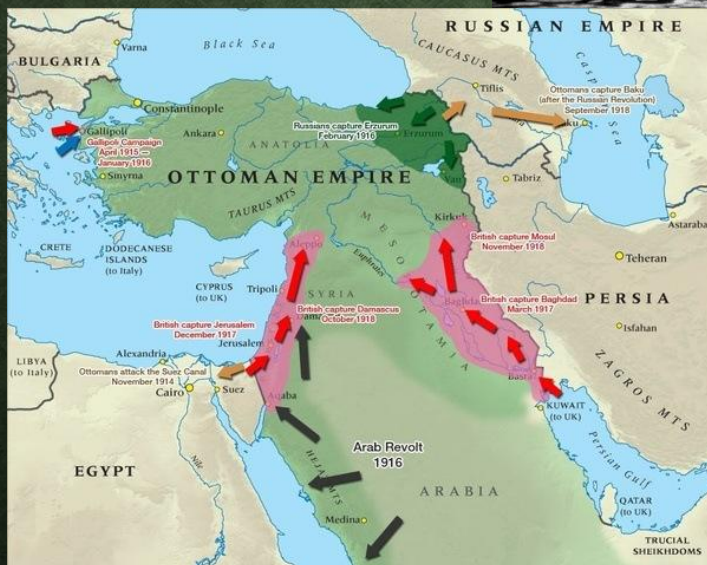 RUSSIAN EMPIRE
Black Sea
Varna
BULGARIA
CAUCASUS MTS
Caspian Sea
Tiflis
Ottomans capture Baku
(after the Russian Revolution)
September 1918
Constantinople
Gallipoli
Gallipoli Campaign
April 1915 —
January 1916
Ankara
ANATOLIA
Russians capture Erzurum
February 1916
Erzurum
Smyrna
OTTOMAN EMPIRE
Van
Tabriz
TAURUS MTS
Kirkuk
Astaraba
Aleppo
MESOPOTAMIA
British capture Mosul
November 1918
CRETE
DODECANESE
ISLANDS
(to Italy)
CYPRUS
(to UK)
Euphrates
Teheran
Tripoli
SYRIA
Baghdad
British capture Baghdad
March 1917
PERSIA
British capture Damascus
October 1918
British capture Jerusalem
December 1917
Jerusalem
Isfahan
LIBYA
(to Italy)
Alexandria
Ottomans attack the Suez Canal
November 1914
Cairo
Suez
Aqaba
Basra
ZAGROS MTS
KUWAIT
(to UK)
Arab Revolt
1916
EGYPT
Nile
HEJAZ MTS
ARABIA
Persian Gulf
Medina
QATAR
(to UK)
TRUCIAL
SHEIKHDOMS